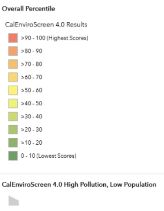 Overall Percentile
CalEnviroScreen 4.0 Results
>90 - 100 (Highest Scores)
>80 - 90
>70 - 80
>60 - 70
>50 - 60
>40 - 50
>30 - 40
>20 - 30
>10 - 20
0 - 10 (Lowest Scores)
CalEnviroScreen 4.0 High Pollution, Low Population